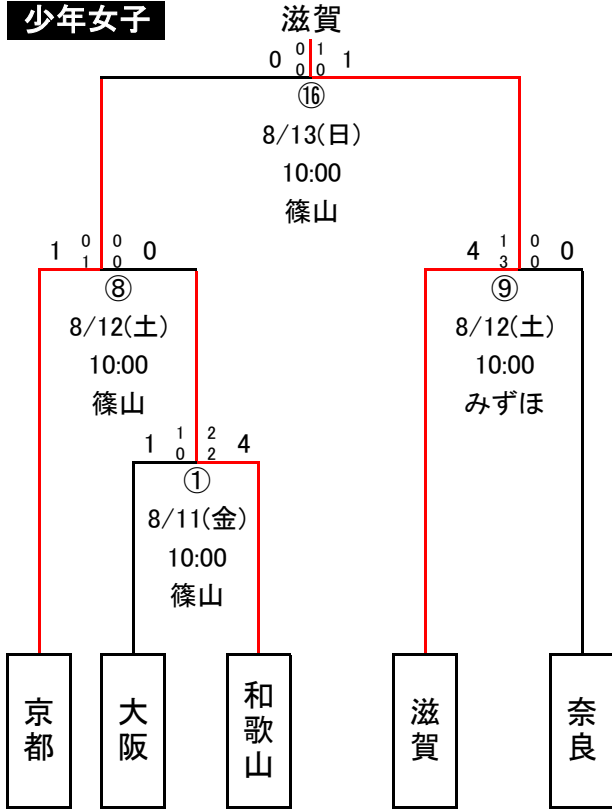 少年女子
滋賀
0 0 1 1
0 0
⑯
8/13(日)
10:00
篠山
1 0 0 0
1 0
⑧
8/12(土)
10:00
篠山
4 1 0 0
3 0
⑨
8/12(土)
10:00
みずほ
1 1 2 4
0 2
①
8/11(金)
10:00
篠山
京都
大阪
和歌山
滋賀
奈良